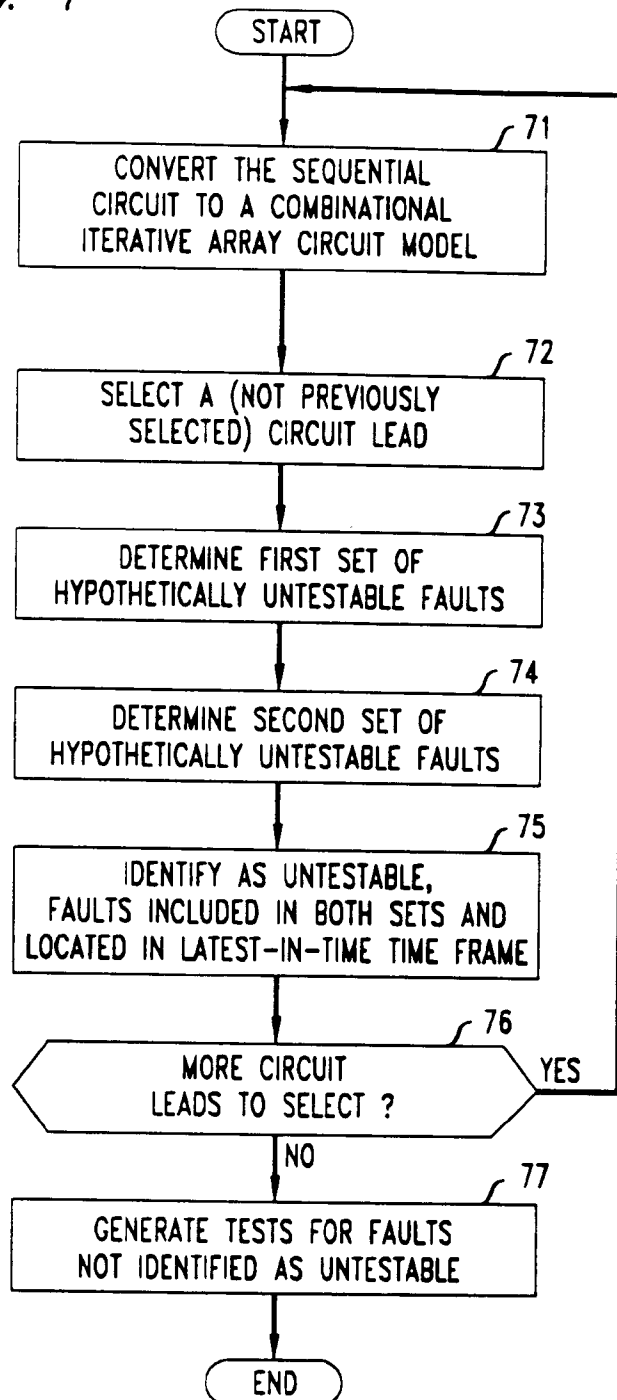 START
71
CONVERT THE SEQUENTIAL
CIRCUIT TO A COMBINATIONAL
ITERATIVE ARRAY CIRCUIT MODEL
72
SELECT A (NOT PREVIOUSLY
SELECTED) CIRCUIT LEAD
73
DETERMINE FIRST SET OF
HYPOTHETICALLY UNTESTABLE FAULTS
74
DETERMINE SECOND SET OF
HYPOTHETICALLY UNTESTABLE FAULTS
75
IDENTIFY AS UNTESTABLE,
FAULTS INCLUDED IN BOTH SETS AND
LOCATED IN LATEST-IN-TIME TIME FRAME
76
MORE CIRCUIT
LEADS TO SELECT ?
YES
NO
77
GENERATE TESTS FOR FAULTS
NOT IDENTIFIED AS UNTESTABLE
END